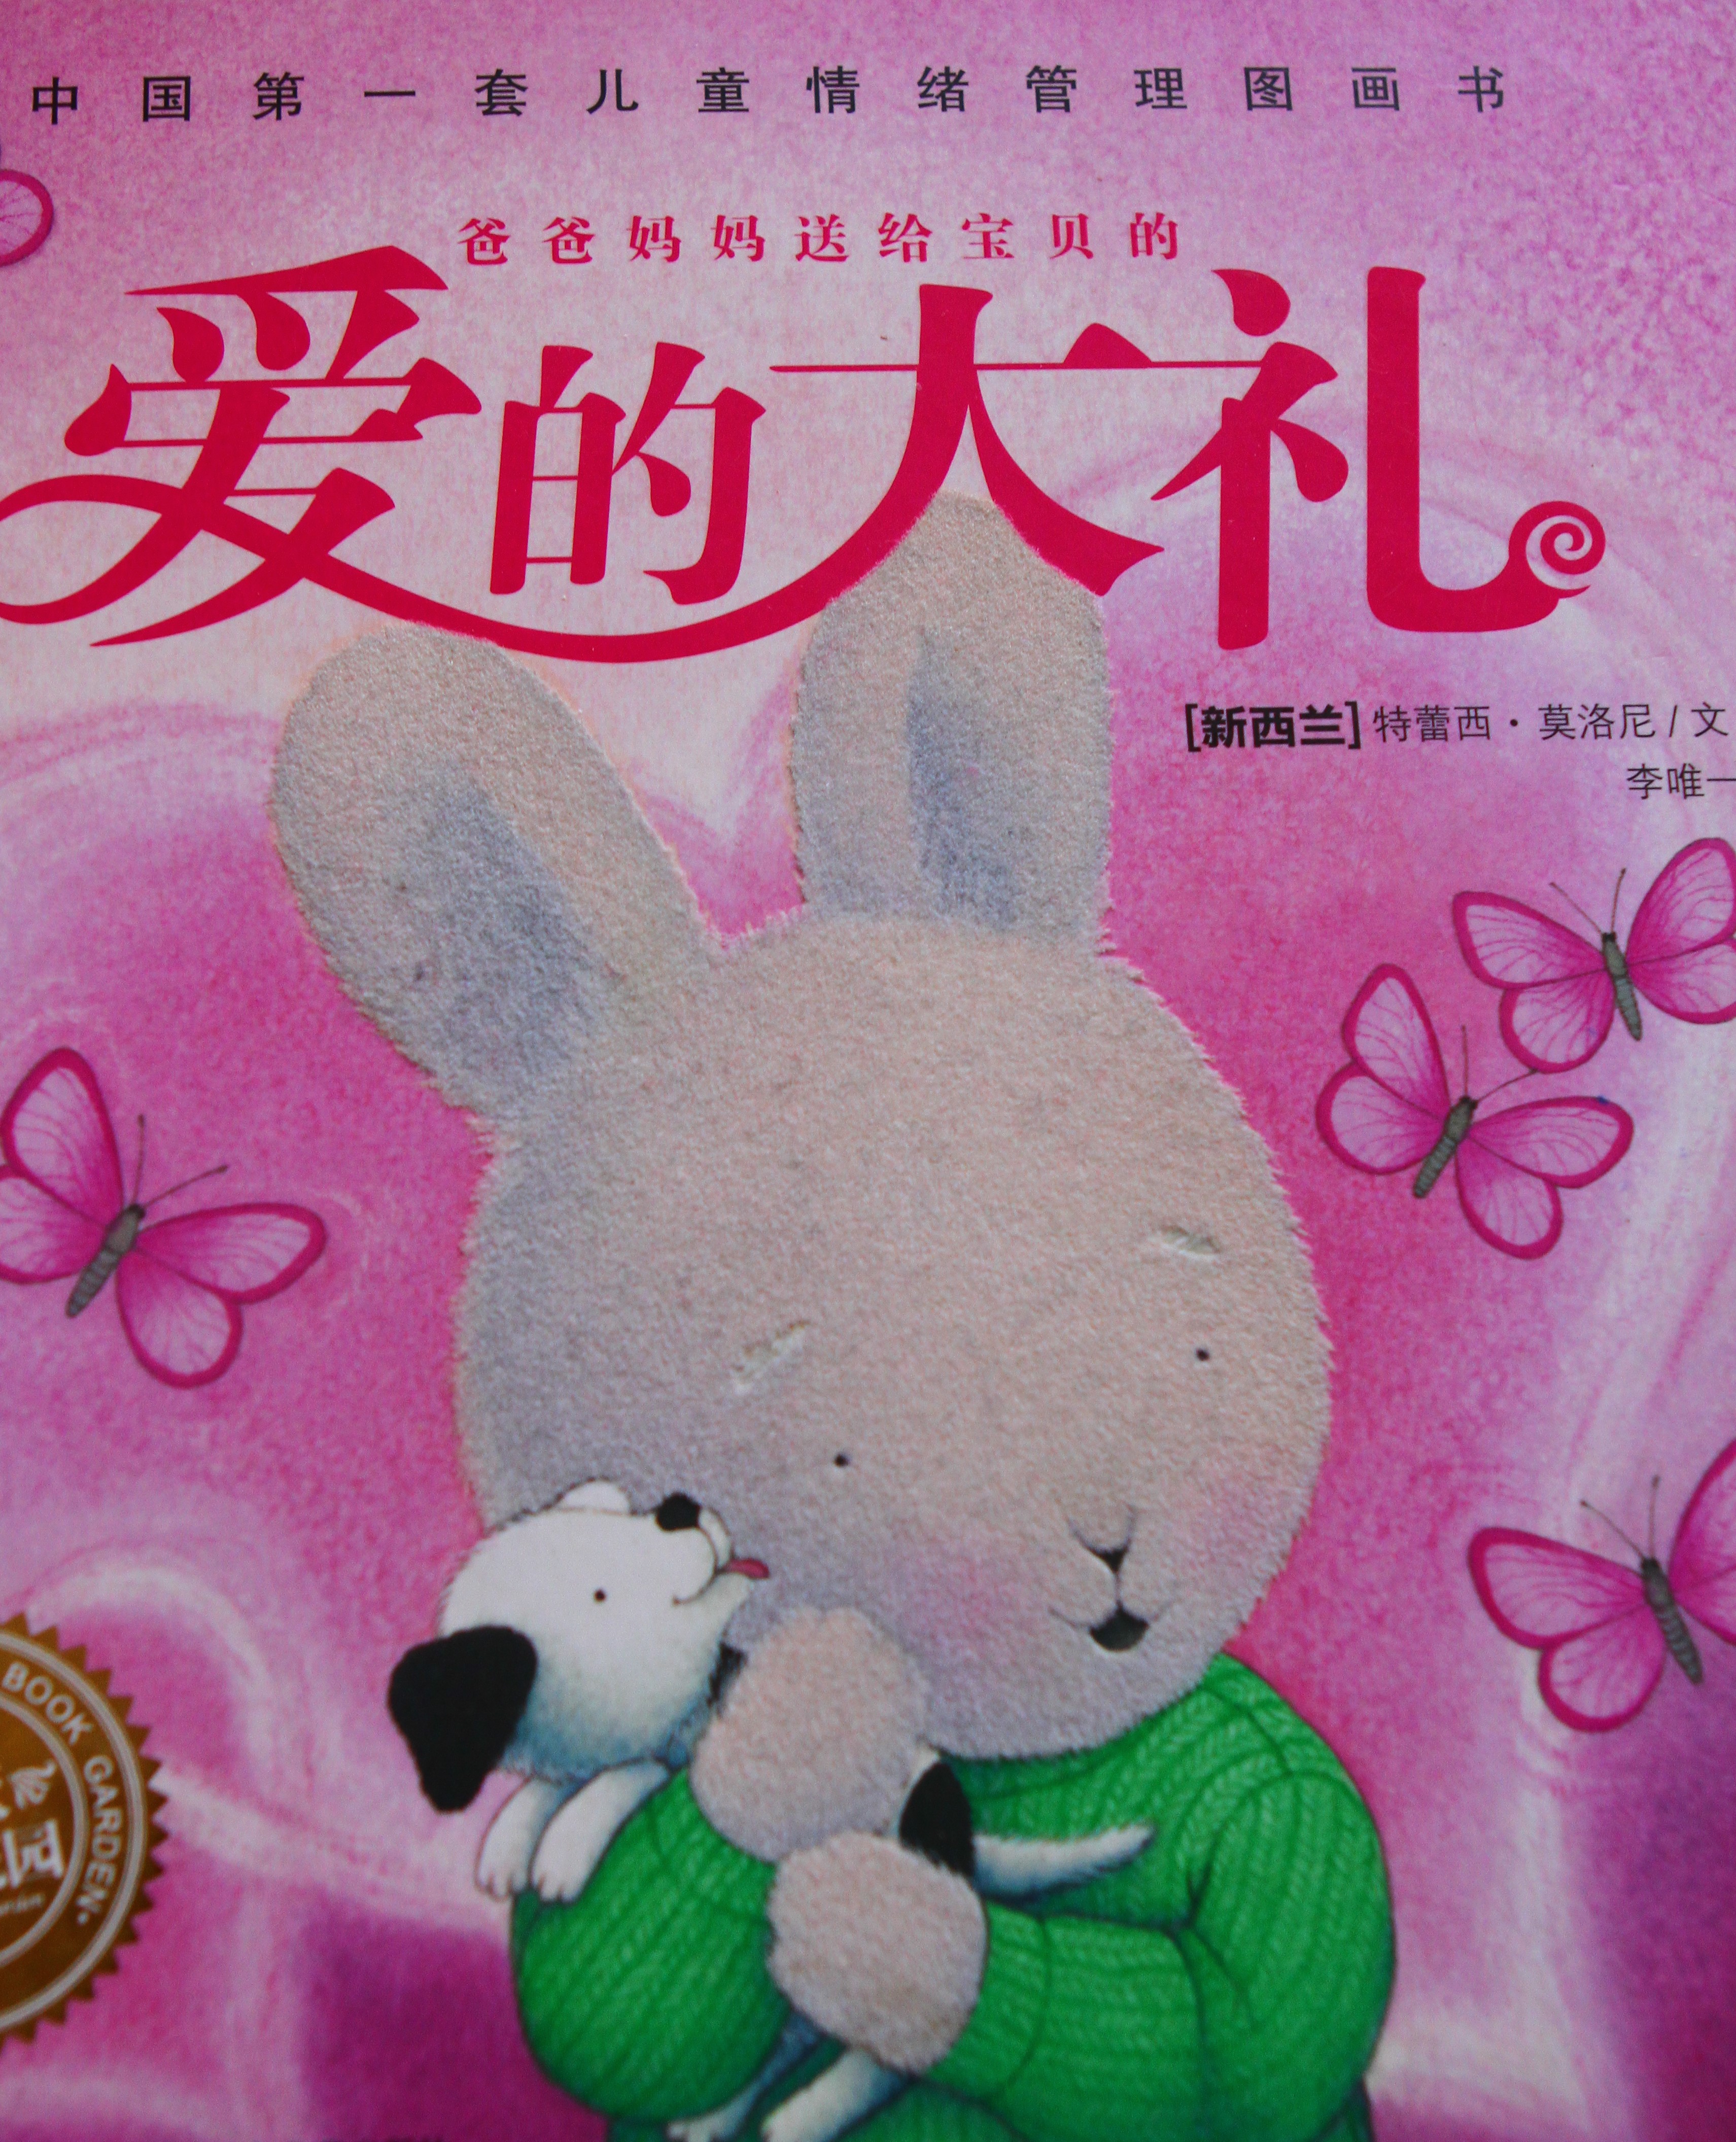 中国第一套儿童情绪管理图画书
爸爸妈妈送给宝贝的
爱的大礼
[新西兰]特蕾西·莫洛尼/文
李唯一
BOOK GARDEN
园